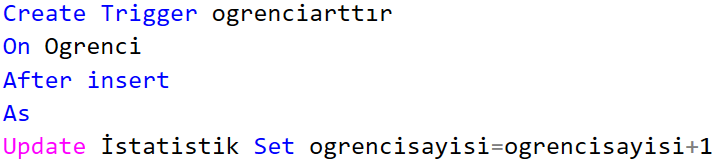 Create Trigger ogrenciarttır
On Ogrenci
After insert
As
Update İstatistik Set ogrencisayisi=ogrencisayisi+1